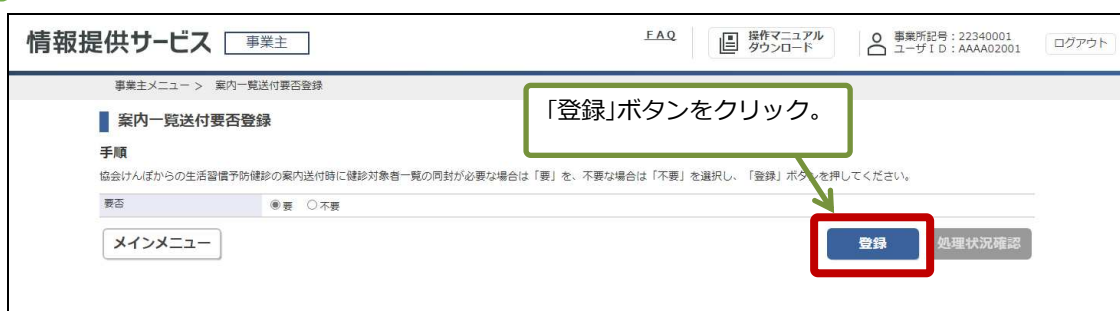 情報提供サービス 事業主 FAQ 操作マニュアル ダウンロード 事業所記号：22340001 ログアウト
ユーザID：AAAA02001
事業主メニュー > 案内一覧送付要否登録
「登録」ボタンをクリック。
案内一覧送付要否登録
手順
協会けんぽからの生活習慣予防健診の案内送付時に健診対象者一覧の同封が必要な場合は「要」を、不要な場合は「不要」を選択し、「登録」ボタンを押してください。
要否 要 不要
メインメニュー 登録 処理状況確認